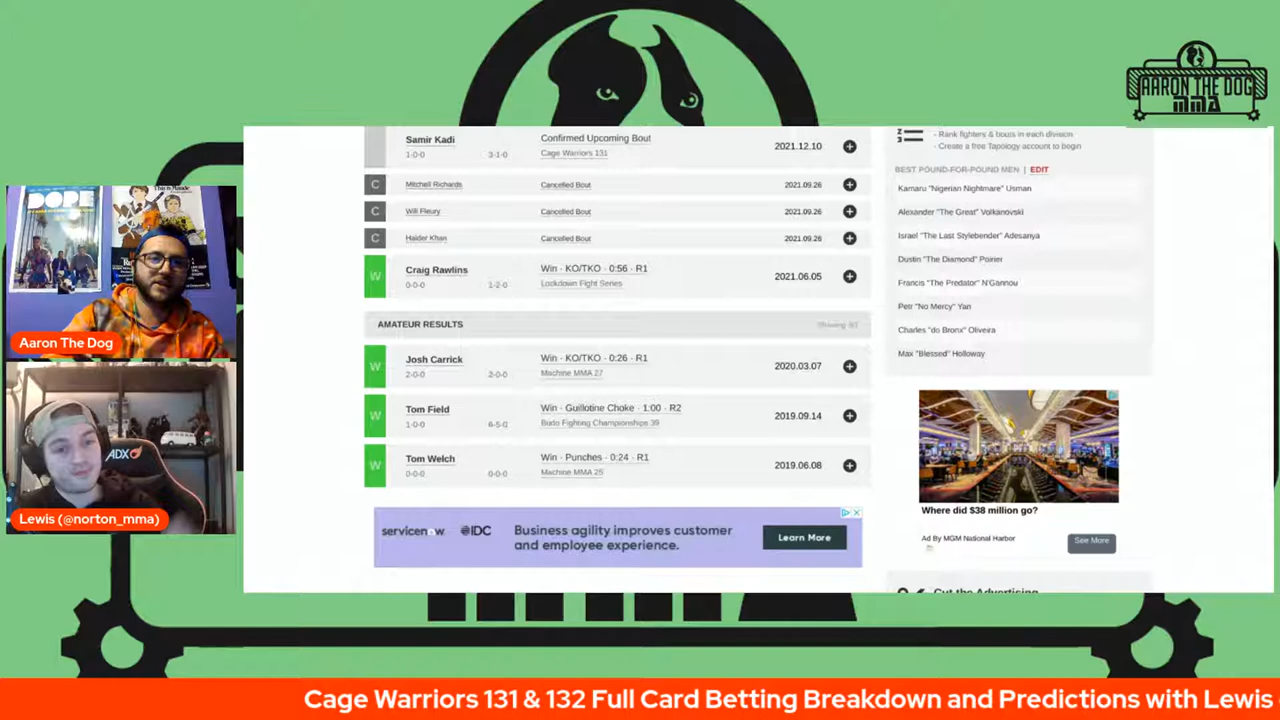 AARON THE DOG
MMA
DOPE
This is Maude
Aaron The Dog
ADX
Lewis (@norton_mma)
Samir Kadi
Confirmed Upcoming Bout
2021.12.10
1-0-0
3-1-0
Cage Warriors 131
C
Mitchell Richards
Cancelled Bout
2021.09.26
C
Will Fleury
Cancelled Bout
2021.09.26
C
Haider Khan
Cancelled Bout
2021.09.26
W
Craig Rawlins
Win · KO/TKO · 0:56 · R1
2021.06.05
0-0-0
1-2-0
Lockdown Fight Series
AMATEUR RESULTS
W
Josh Carrick
Win · KO/TKO · 0:26 · R1
2020.03.07
2-0-0
2-0-0
Machine MMA 27
W
Tom Field
Win · Guillotine Choke · 1:00 · R2
2019.09.14
1-0-0
6-5-0
Budo Fighting Championships 39
W
Tom Welch
Win · Punches · 0:24 · R1
2019.06.08
0-0-0
0-0-0
Machine MMA 25
servicenow
IDC
Business agility improves customer
and employee experience.
Learn More
- Rank fighters & bouts in each division
- Create a free Tapology account to begin
BEST POUND-FOR-POUND MEN | EDIT
Kamaru "Nigerian Nightmare" Usman
Alexander "The Great" Volkanovski
Israel "The Last Stylebender" Adesanya
Dustin "The Diamond" Poirier
Francis "The Predator" N'Gannou
Petr "No Mercy" Yan
Charles "do Bronx" Oliveira
Max "Blessed" Holloway
Where did $38 million go?
Ad By MGM National Harbor
See More
Cut the Advertising
Cage Warriors 131 & 132 Full Card Betting Breakdown and Predictions with Lewis